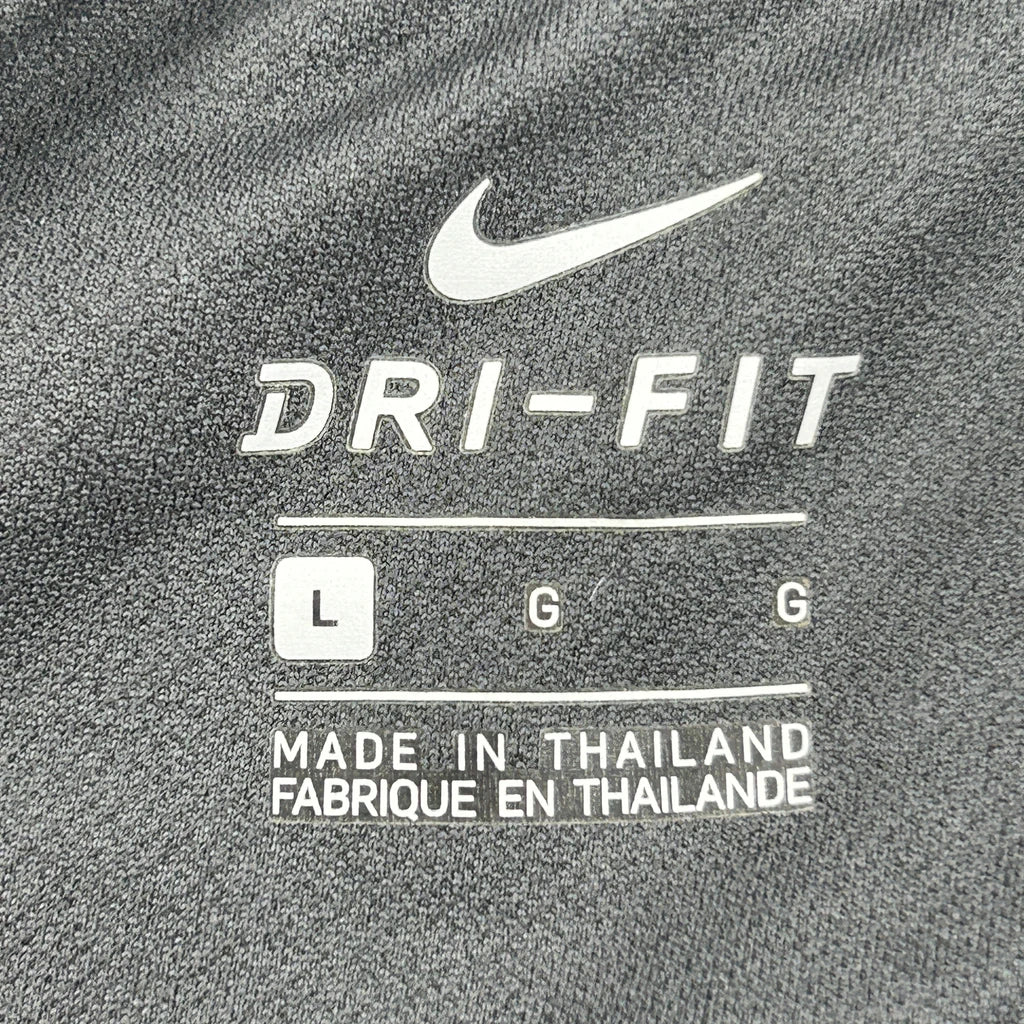 DRI-FIT
L G G
MADE IN THAILAND
FABRIQUE EN THAILANDE